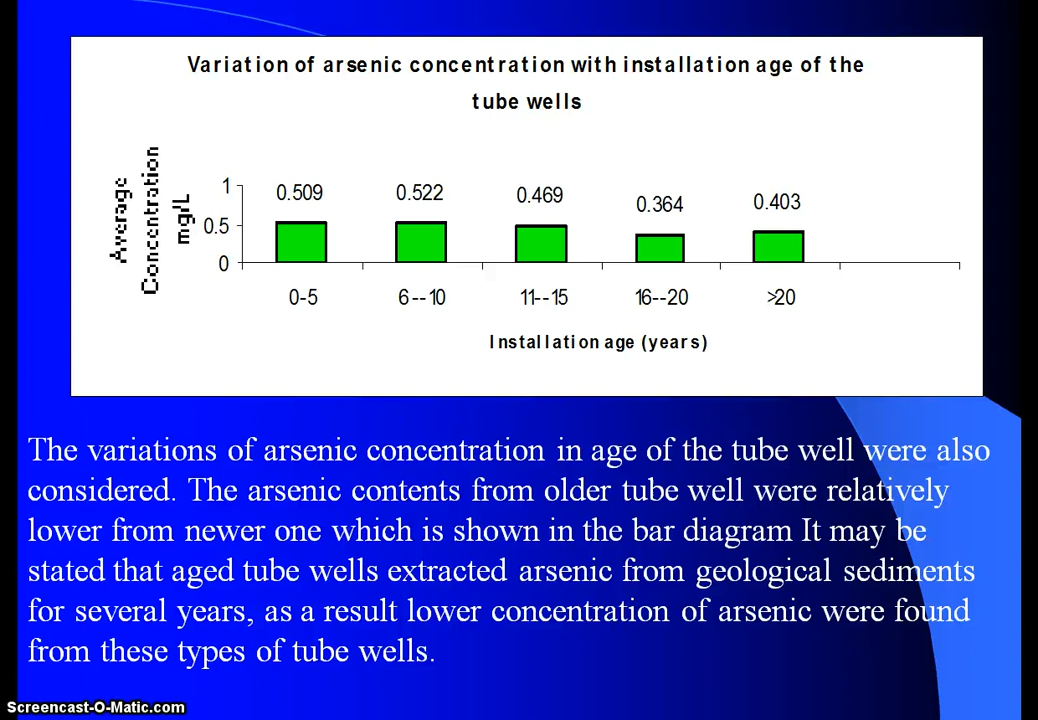 Variation of arsenic concentration with installation age of the
tube wells
Average
Concentration
mg/L
1
0.5
0
0.509
0.522
0.469
0.364
0.403
0-5
6--10
11--15
16--20
>20
Installation age (years)
The variations of arsenic concentration in age of the tube well were also
considered. The arsenic contents from older tube well were relatively
lower from newer one which is shown in the bar diagram It may be
stated that aged tube wells extracted arsenic from geological sediments
for several years, as a result lower concentration of arsenic were found
from these types of tube wells.
Screencast-O-Matic.com